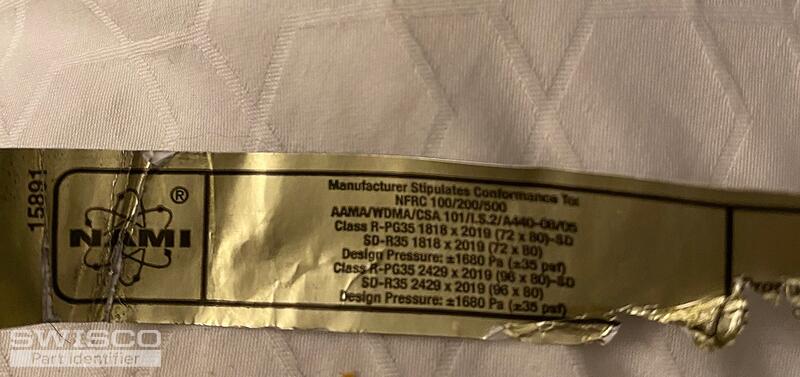 15891
NAMI®
Manufacturer Stipulates Conformance To:
NFRC 100/200/500
AAMA/WDMA/CSA 101/I.S.2/A440-08/05
Class R-PG35 1818 x 2019 (72 x 80)-SD
SD-R35 1818 x 2019 (72 x 80)
Design Pressure: ±1680 Pa (±35 psf)
Class R-PG35 2429 x 2019 (96 x 80)-SD
SD-R35 2429 x 2019 (96 x 80)
Design Pressure: ±1680 Pa (±35 psf)
SWISCO
Part identifier